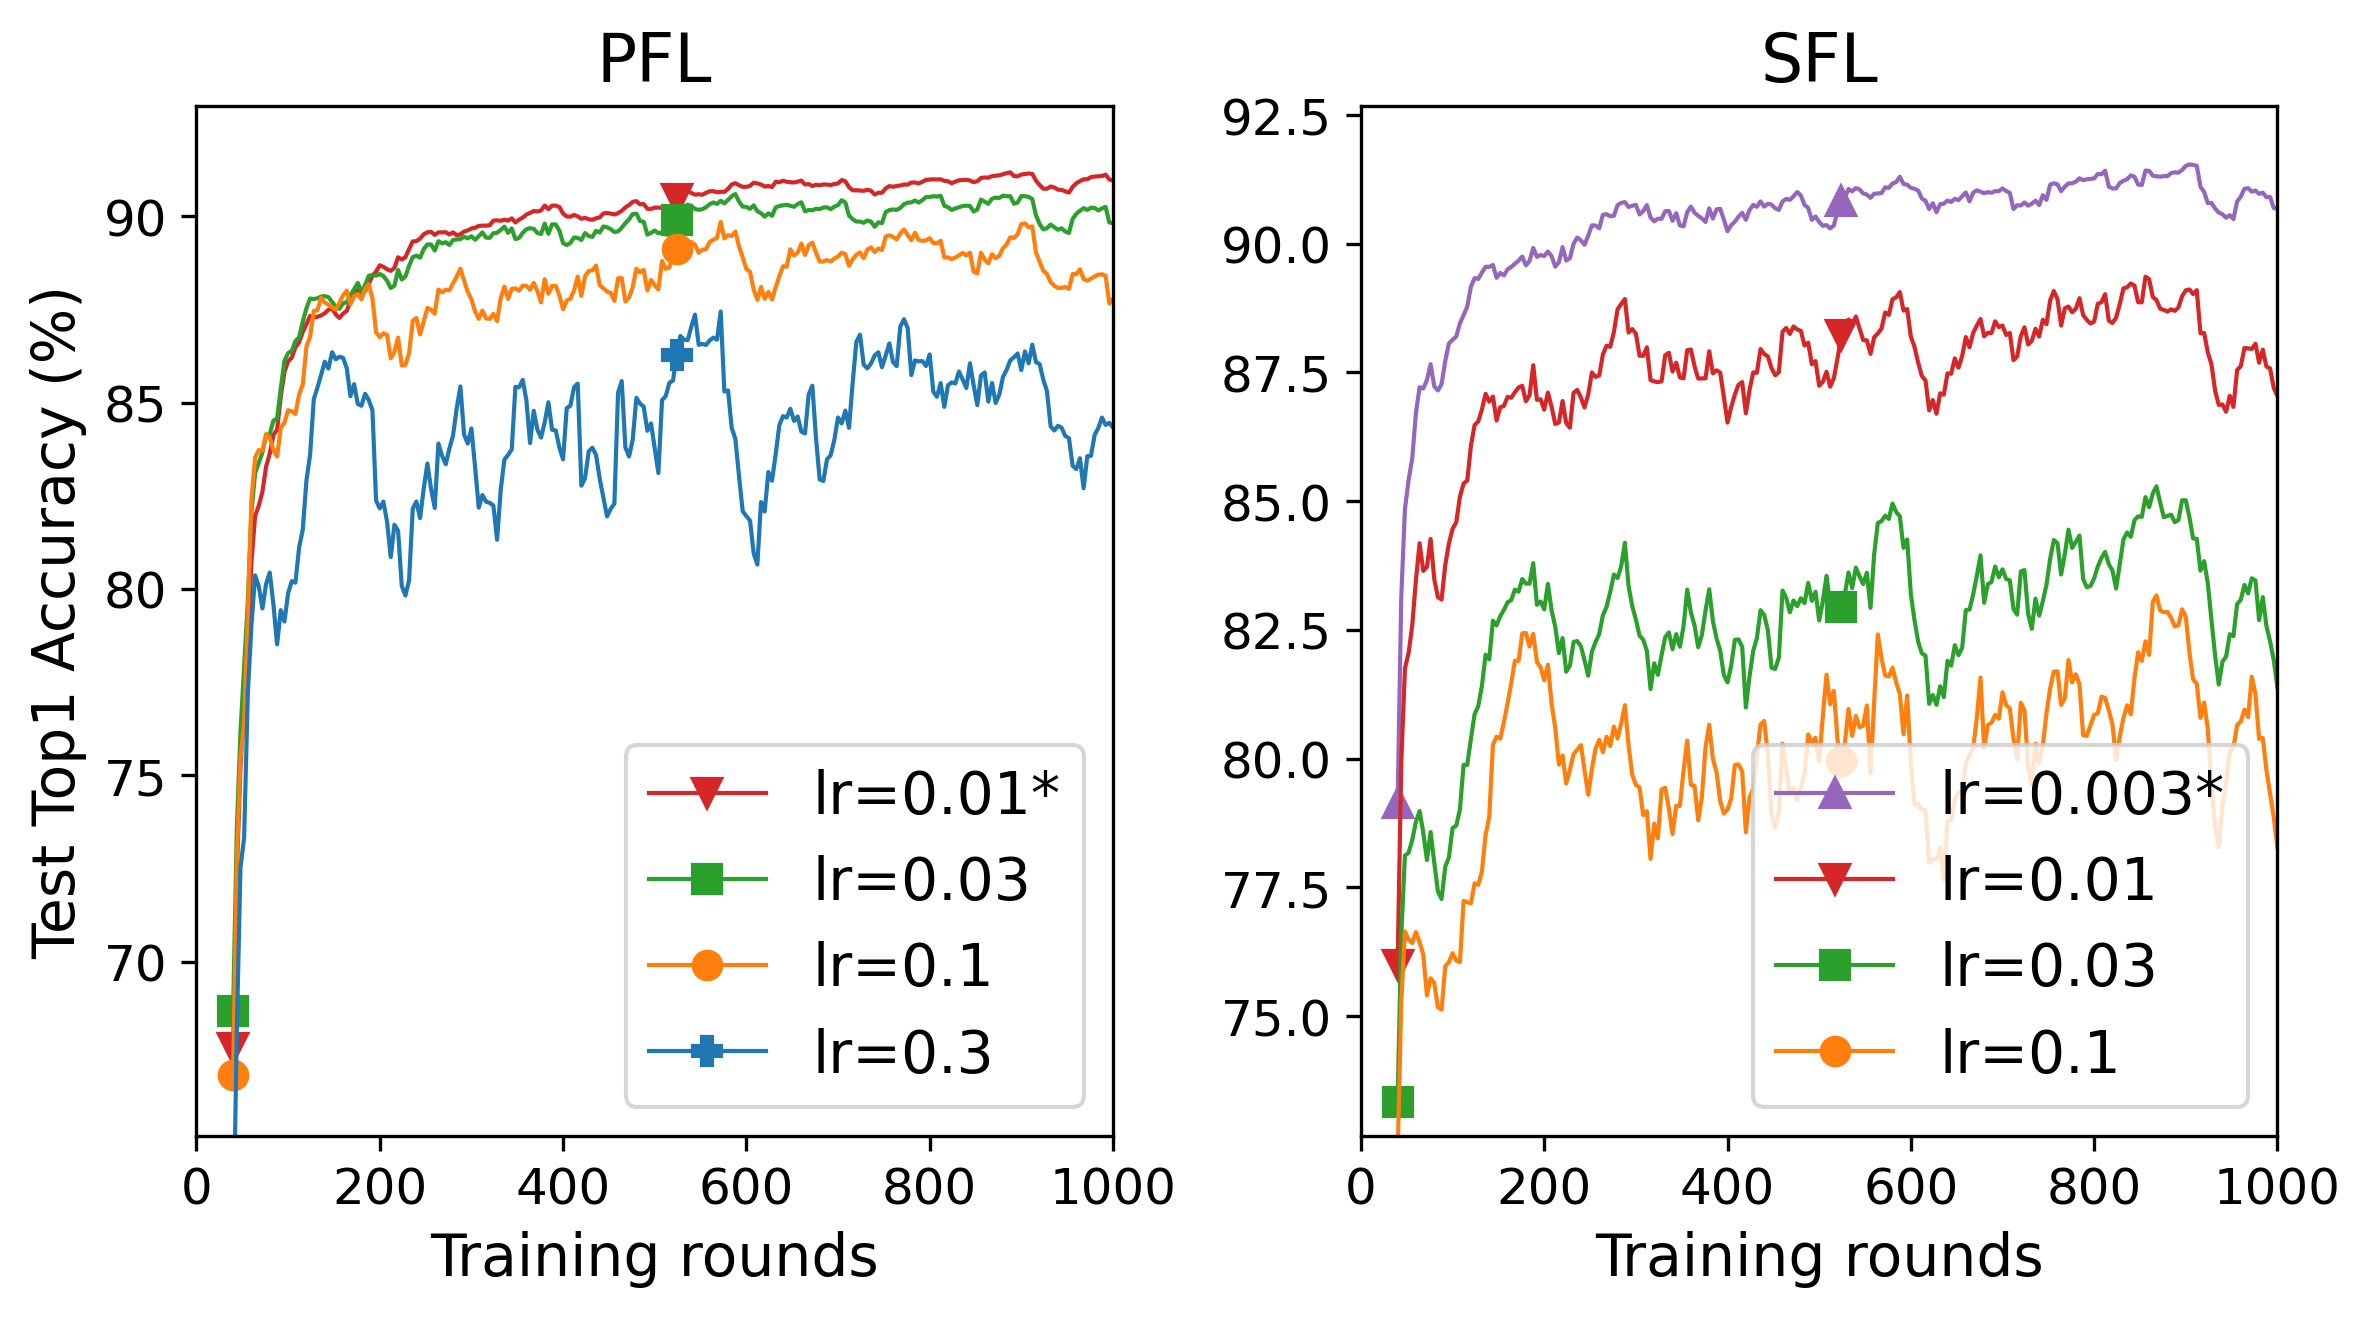 PFL
Test Top1 Accuracy (%)
90
85
80
75
70
0 200 400 600 800 1000
Training rounds
lr=0.01*
lr=0.03
lr=0.1
lr=0.3
SFL
92.5
90.0
87.5
85.0
82.5
80.0
77.5
75.0
0 200 400 600 800 1000
Training rounds
lr=0.003*
lr=0.01
lr=0.03
lr=0.1